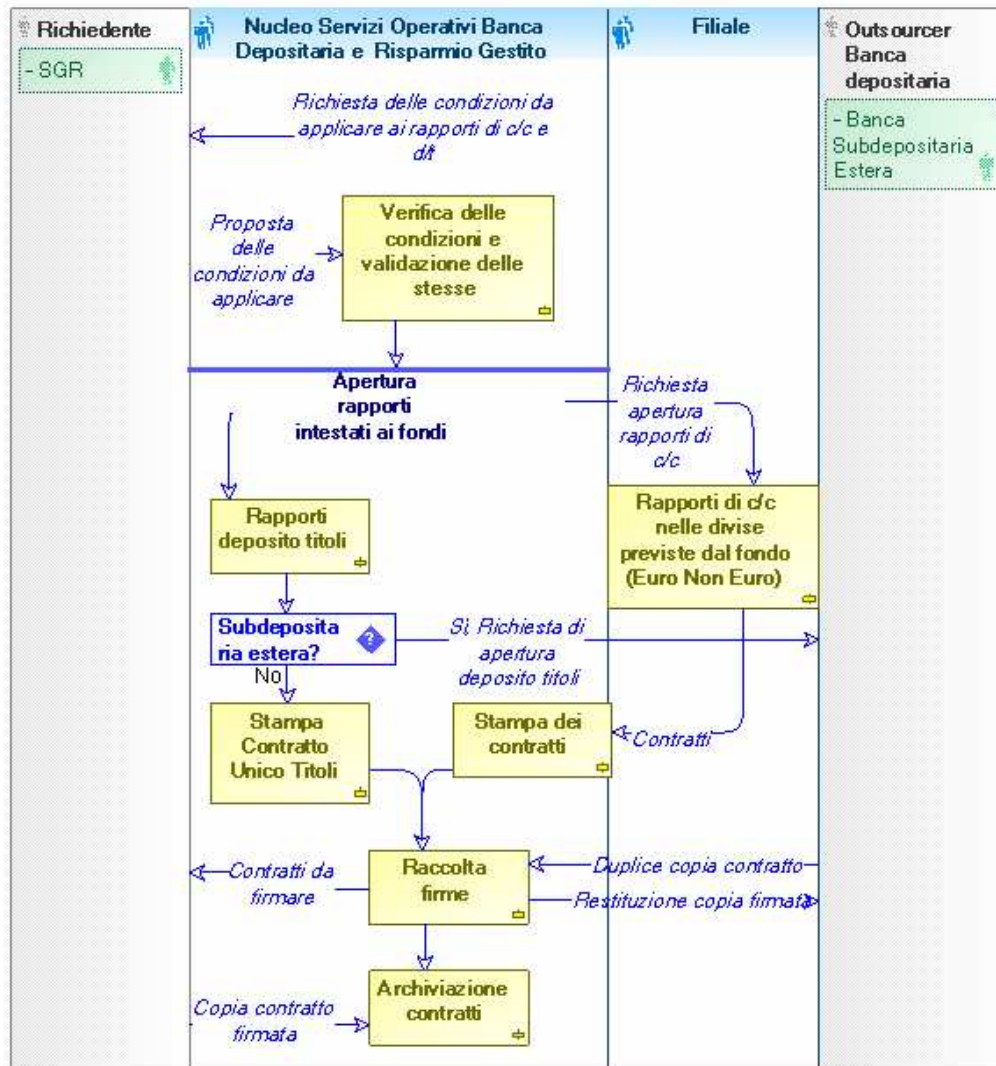 Richiedente
- SGR
Nucleo Servizi Operativi Banca
Depositaria e Risparmio Gestito
Filiale
Outsourcer
Banca
depositaria
- Banca
Subdepositaria
Estera
Richiesta delle condizioni da
applicare ai rapporti di c/c e
d/t
Proposta
delle
condizioni da
applicare
Verifica delle
condizioni e
validazione delle
stesse
Apertura
rapporti
intestati ai fondi
Richiesta
apertura
rapporti di
c/c
Rapporti
deposito titoli
Rapporti di c/c
nelle divise
previste dal fondo
(Euro Non Euro)
Subdeposita
ria estera?
?
Sì, Richiesta di
apertura
deposito titoli
No
Stampa
Contratto
Unico Titoli
Stampa dei
contratti
Contratti
Contratti da
firmare
Raccolta
firme
Duplice copia contratto
Restituzione copia firmata
Copia contratto
firmata
Archiviazione
contratti